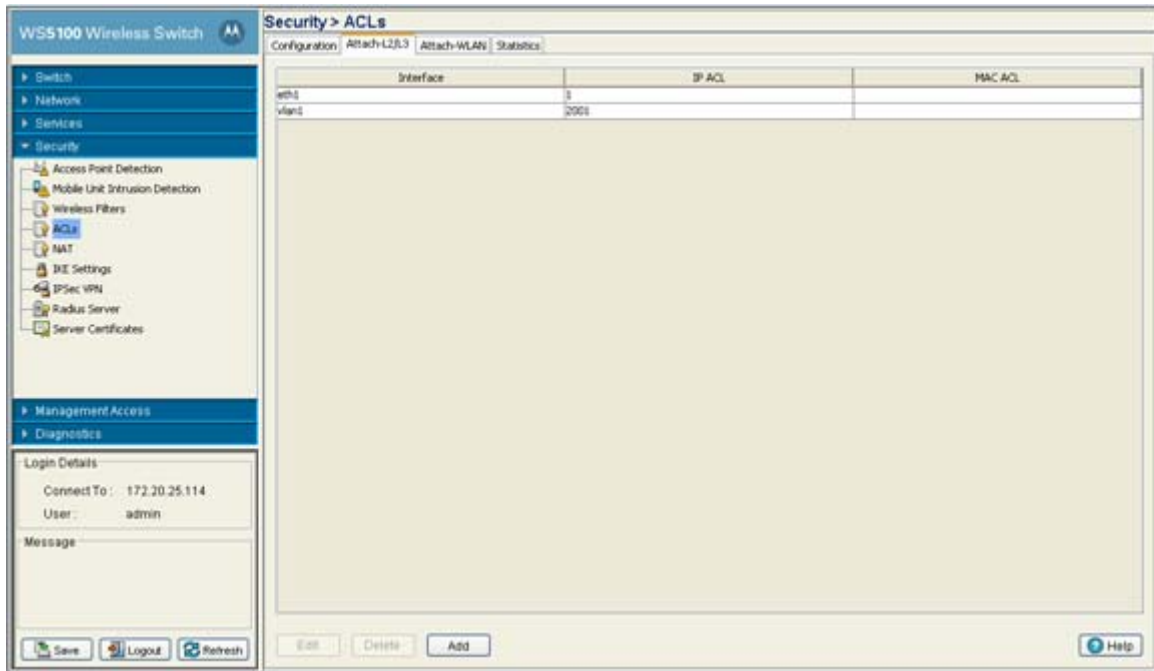 WS5100 Wireless Switch
Switch
Network
Services
Security
Access Point Detection
Mobile Unit Intrusion Detection
Wireless Filters
ACLs
NAT
IKE Settings
IPSec VPN
Radius Server
Server Certificates
Management Access
Diagnostics
Login Details
Connect To : 172.20.25.114
User : admin
Message
Save Logout Refresh
Security > ACLs
Configuration Attach-L2/L3 Attach-WLAN Statistics
Interface IP ACL MAC ACL
eth1 1
vlan1 2001
Edit Delete Add Help